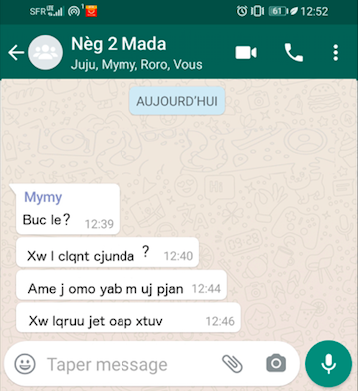 SFR 12:52
61
Nèg 2 Mada
Juju, Mymy, Roro, Vous
AUJOURD'HUI
Mymy
Buc le? 12:39
Xw l clqnt cjunda ? 12:40
Ame j omo yab m uj pjan 12:44
Xw lqruu jet oap xtuv 12:46
Taper message